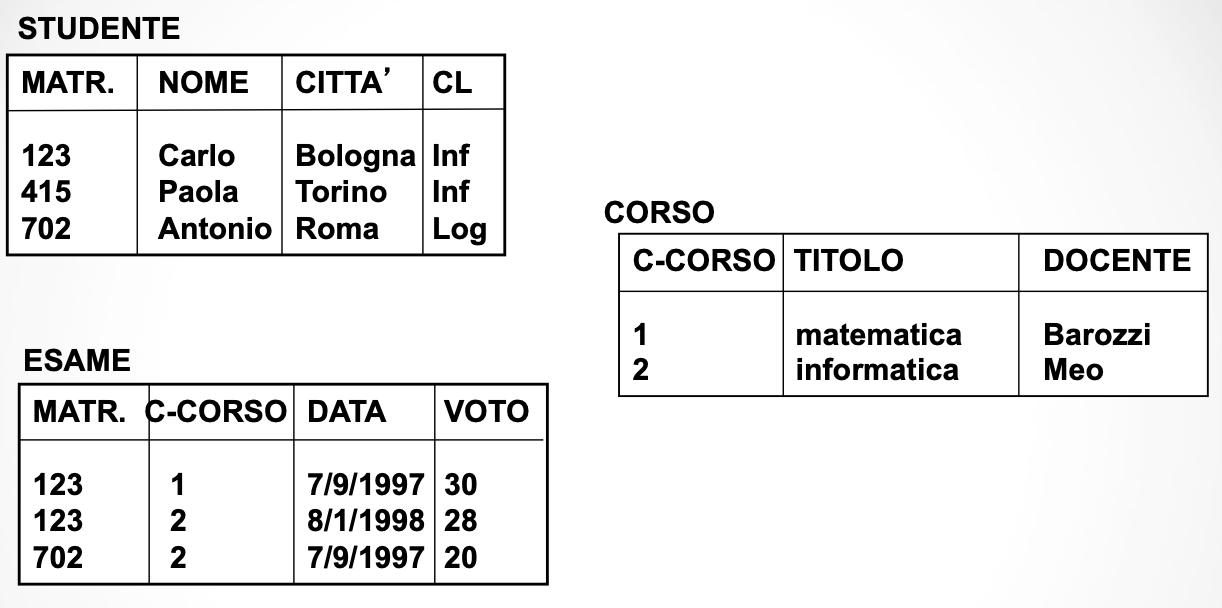 STUDENTE
MATR. NOME CITTA’ CL
123 Carlo Bologna Inf
415 Paola Torino Inf
702 Antonio Roma Log
CORSO
C-CORSO TITOLO DOCENTE
1 matematica Barozzi
2 informatica Meo
ESAME
MATR. C-CORSO DATA VOTO
123 1 7/9/1997 30
123 2 8/1/1998 28
702 2 7/9/1997 20